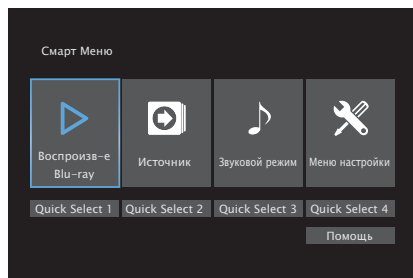 Смарт Меню
Воспроизв-е
Blu-ray
Источник
Звуковой режим
Меню настройки
Quick Select 1
Quick Select 2
Quick Select 3
Quick Select 4
Помощь